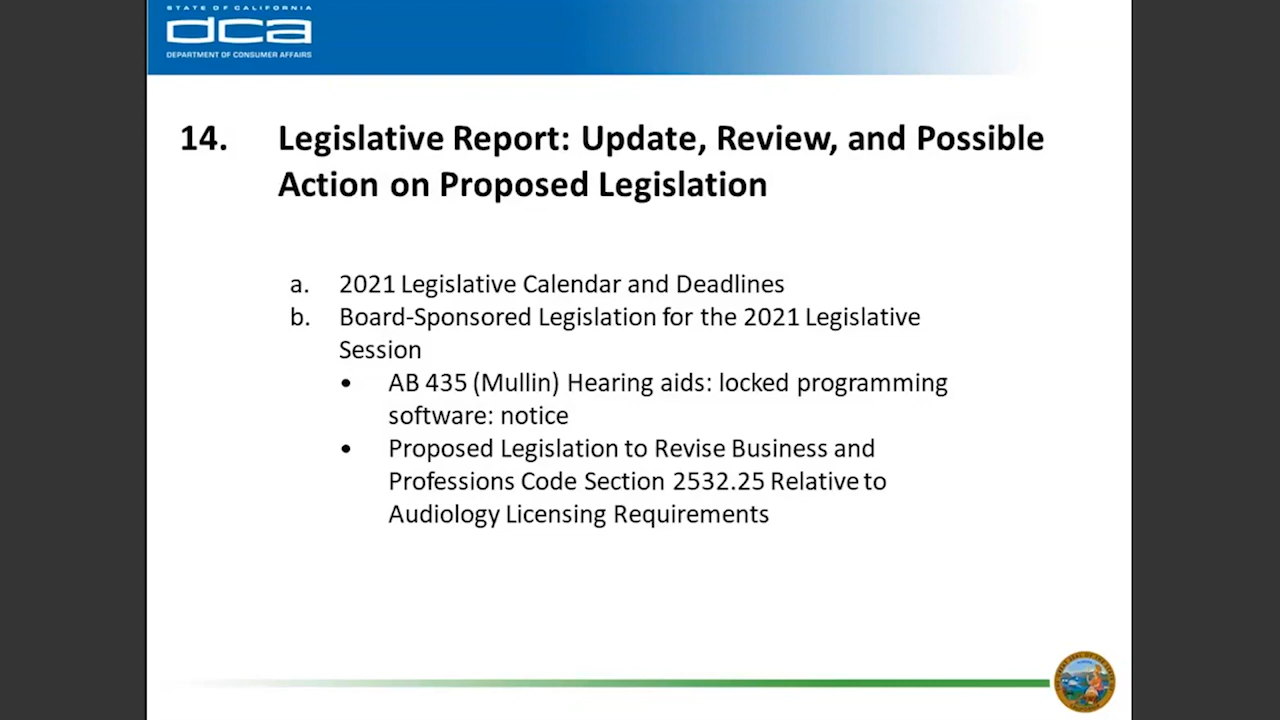 STATE OF CALIFORNIA
dca
DEPARTMENT OF CONSUMER AFFAIRS
14. Legislative Report: Update, Review, and Possible
Action on Proposed Legislation
a. 2021 Legislative Calendar and Deadlines
b. Board-Sponsored Legislation for the 2021 Legislative
Session
• AB 435 (Mullin) Hearing aids: locked programming
software: notice
• Proposed Legislation to Revise Business and
Professions Code Section 2532.25 Relative to
Audiology Licensing Requirements